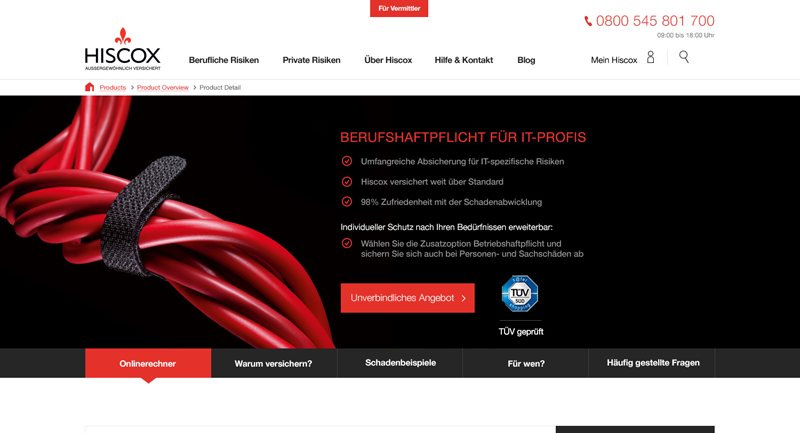 Für Vermittler
0800 545 801 700
09:00 bis 18:00 Uhr
HISCOX
AUSSERGEWÖHNLICH VERSICHERT
Berufliche Risiken
Private Risiken
Über Hiscox
Hilfe & Kontakt
Blog
Mein Hiscox
Products > Product Overview > Product Detail
BERUFSHAFTPFLICHT FÜR IT-PROFIS
Umfangreiche Absicherung für IT-spezifische Risiken
Hiscox versichert weit über Standard
98% Zufriedenheit mit der Schadenabwicklung
Individueller Schutz nach Ihren Bedürfnissen erweiterbar:
Wählen Sie die Zusatzoption Betriebshaftpflicht und
sichern Sie sich auch bei Personen- und Sachschäden ab
Unverbindliches Angebot >
safer
TÜV
SÜD
shopping
TÜV geprüft
Onlinerechner
Warum versichern?
Schadenbeispiele
Für wen?
Häufig gestellte Fragen